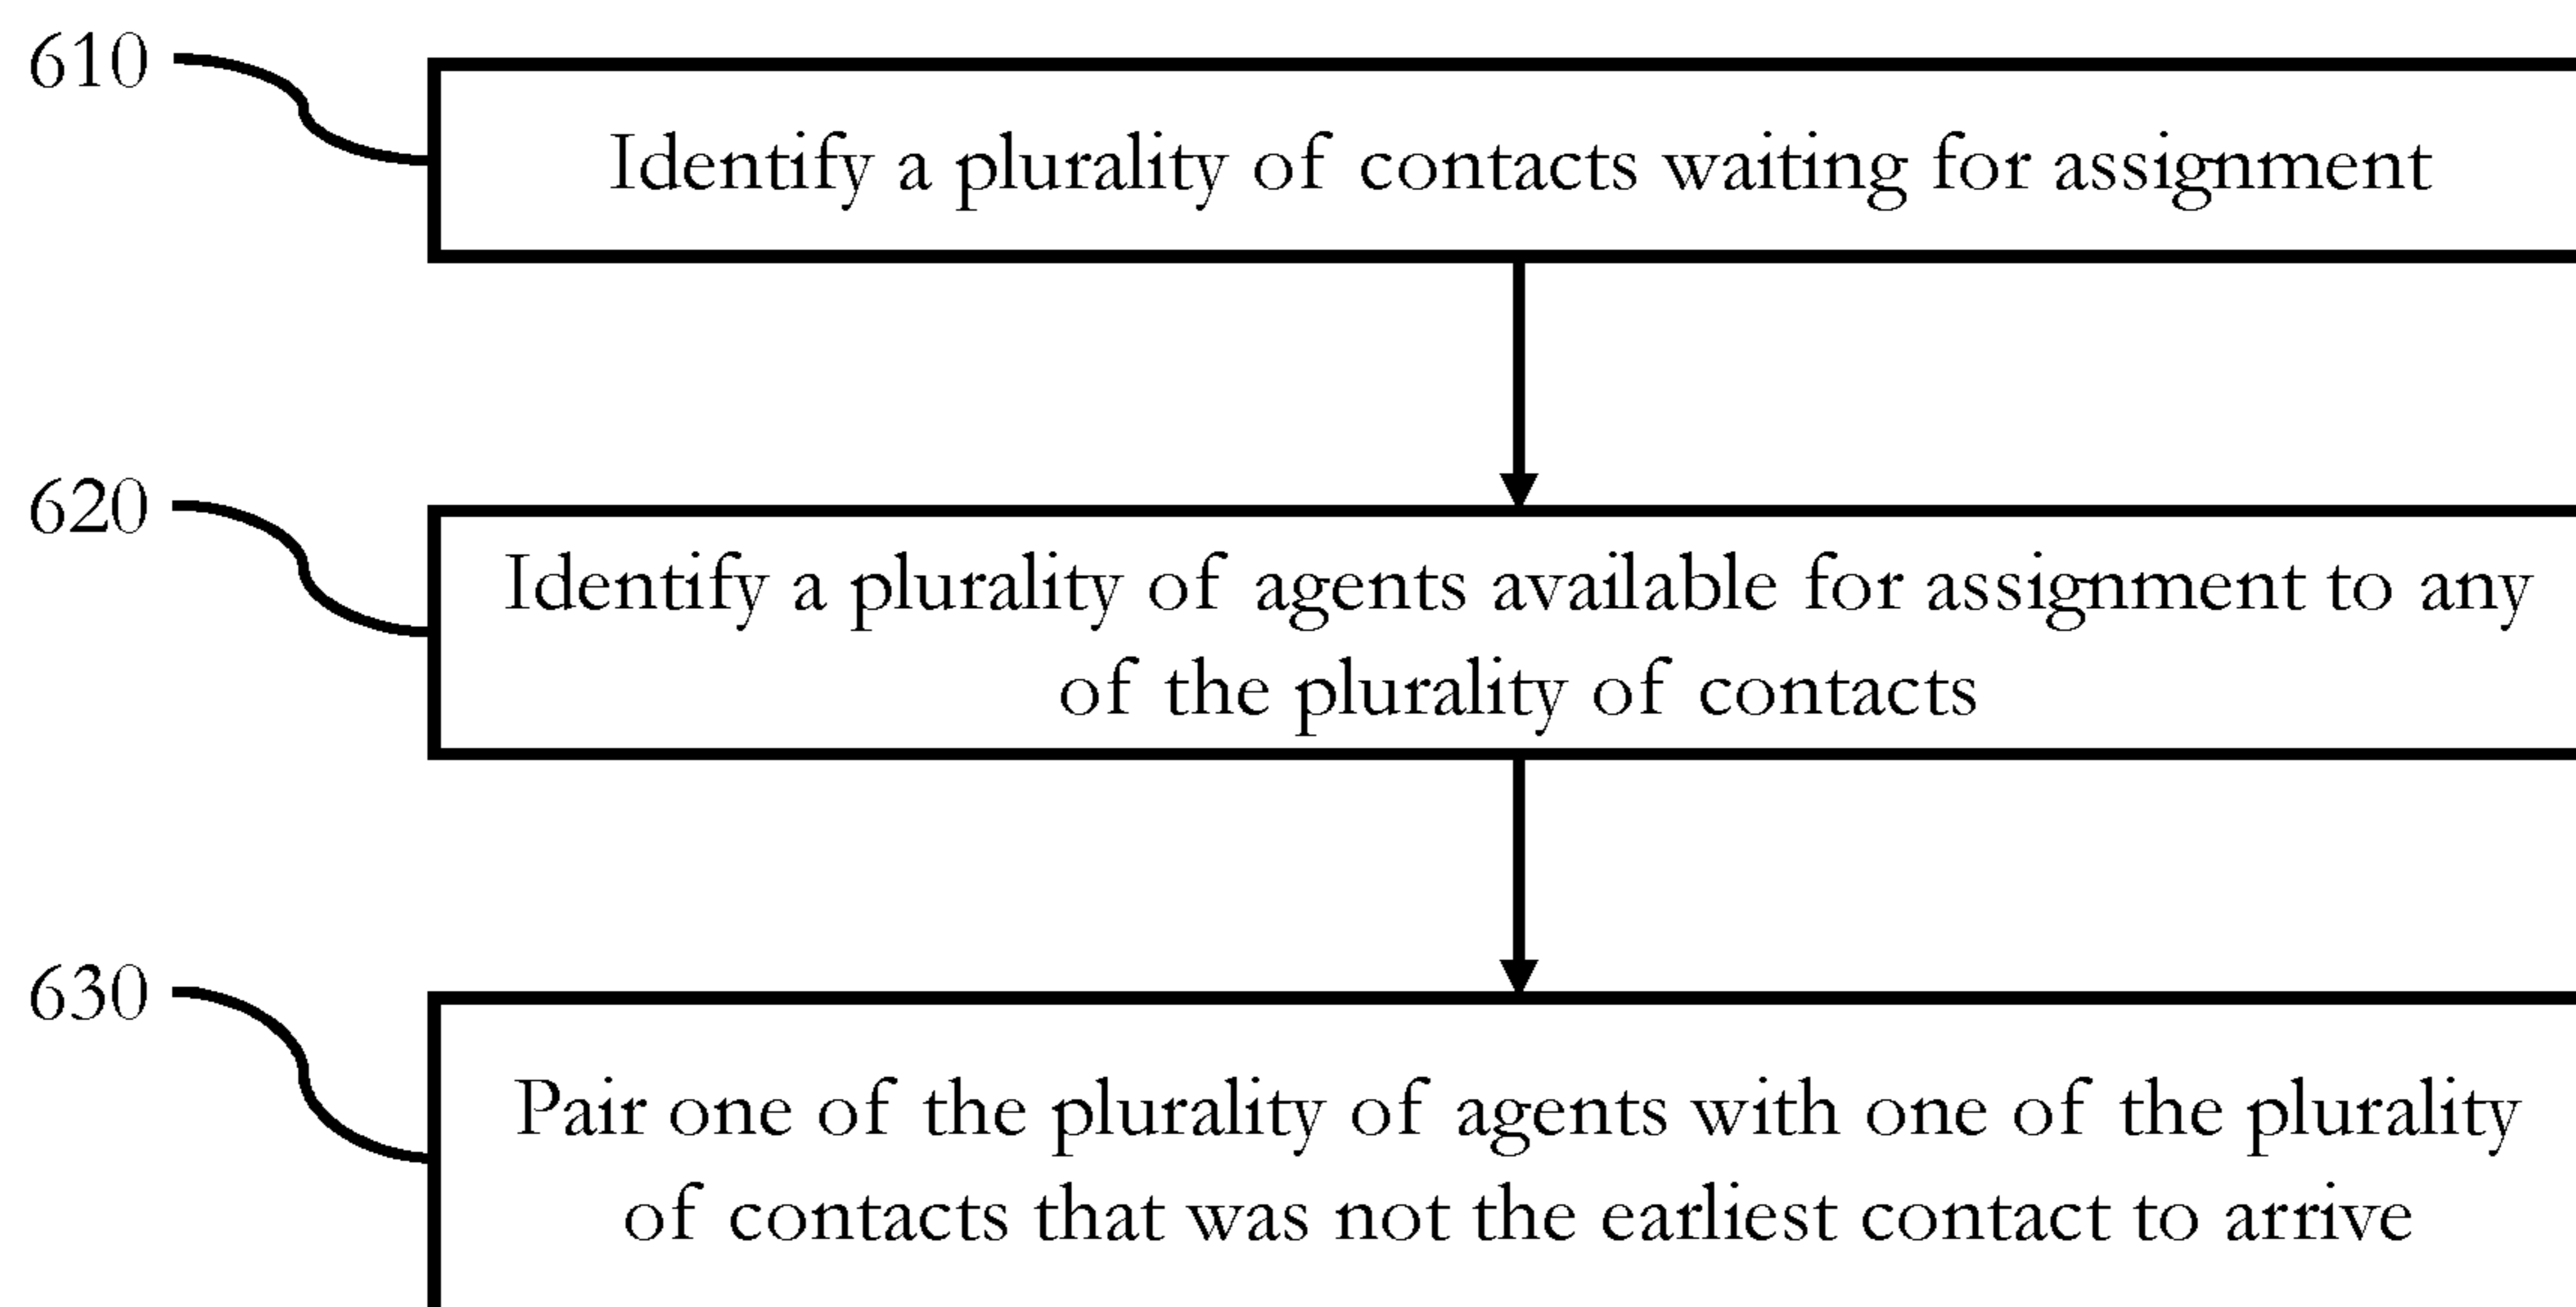 610
Identify a plurality of contacts waiting for assignment
620
Identify a plurality of agents available for assignment to any
of the plurality of contacts
630
Pair one of the plurality of agents with one of the plurality
of contacts that was not the earliest contact to arrive